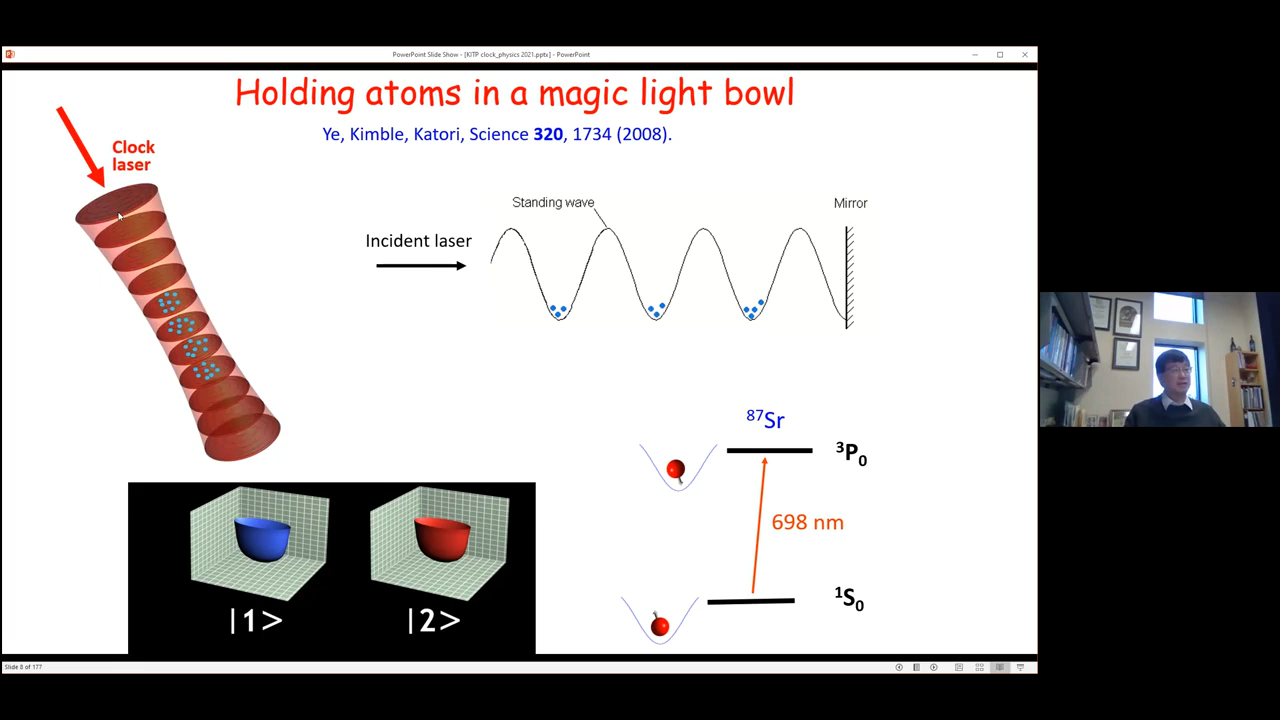 PowerPoint Slide Show - [KITP clock_physics 2021.pptx] - PowerPoint
Holding atoms in a magic light bowl
Ye, Kimble, Katori, Science 320, 1734 (2008).
Clock
laser
Standing wave
Mirror
Incident laser
⁸⁷Sr
³P₀
698 nm
¹S₀
|1>
|2>
Slide 8 of 177